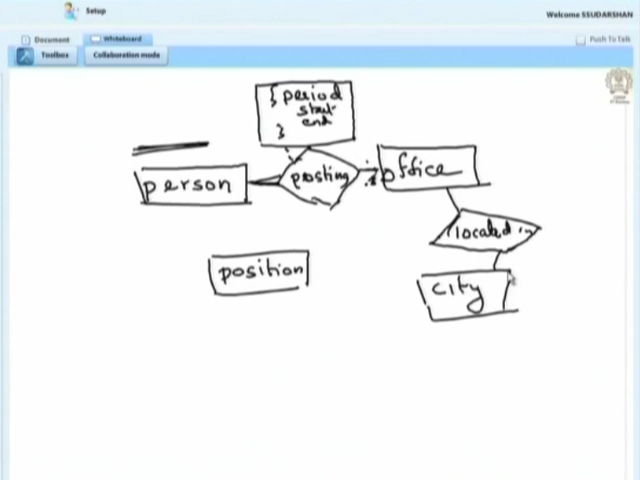 Setup
Welcome SSUDARSHAN
Document
Whiteboard
Push To Talk
Toolbox
Collaboration mode
{ period
start
end
}
person
posting
office
located in
position
city